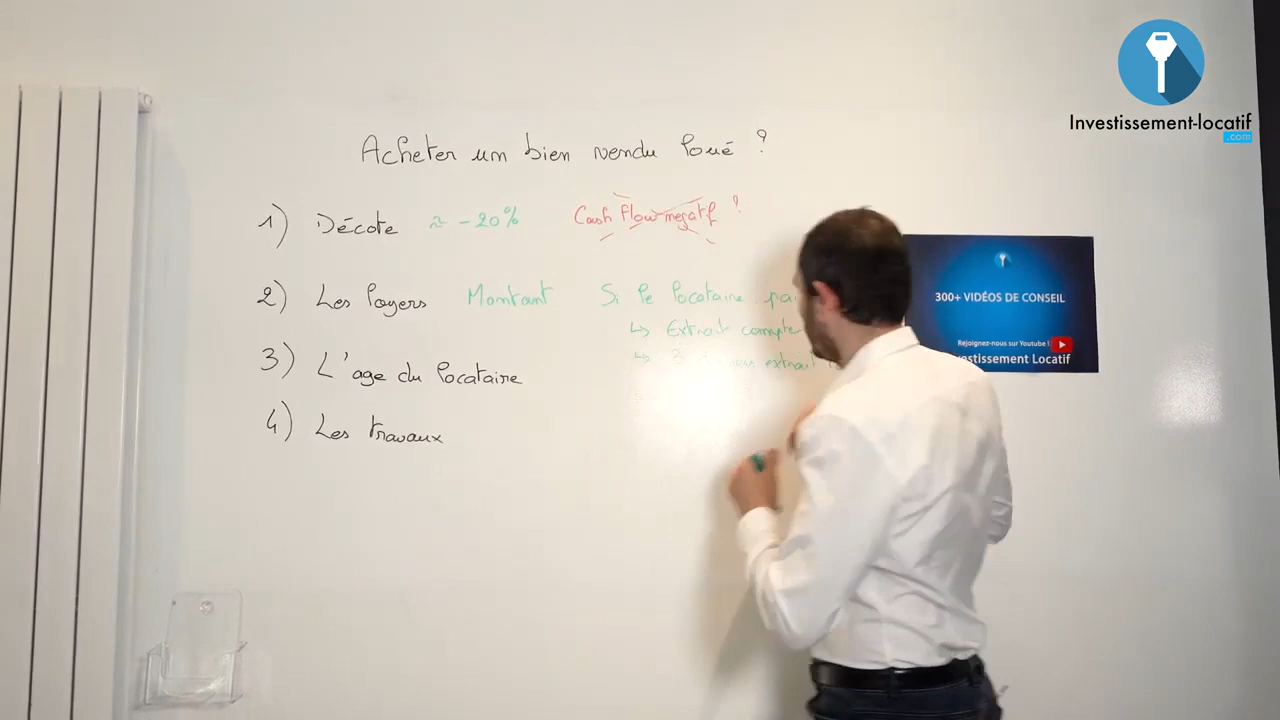 Investissement-locatif
.com
Acheter un bien vendu loué ?
1) Décote ≈ -20% Cash flow negatif ?
2) Les loyers Montant Si le locataire pai
↳ Extrait compte
↳ 3 extrait
3) L'age du locataire
4) Les travaux
300+ VIDÉOS DE CONSEIL
Rejoignez-nous sur Youtube !
vestissement Locatif